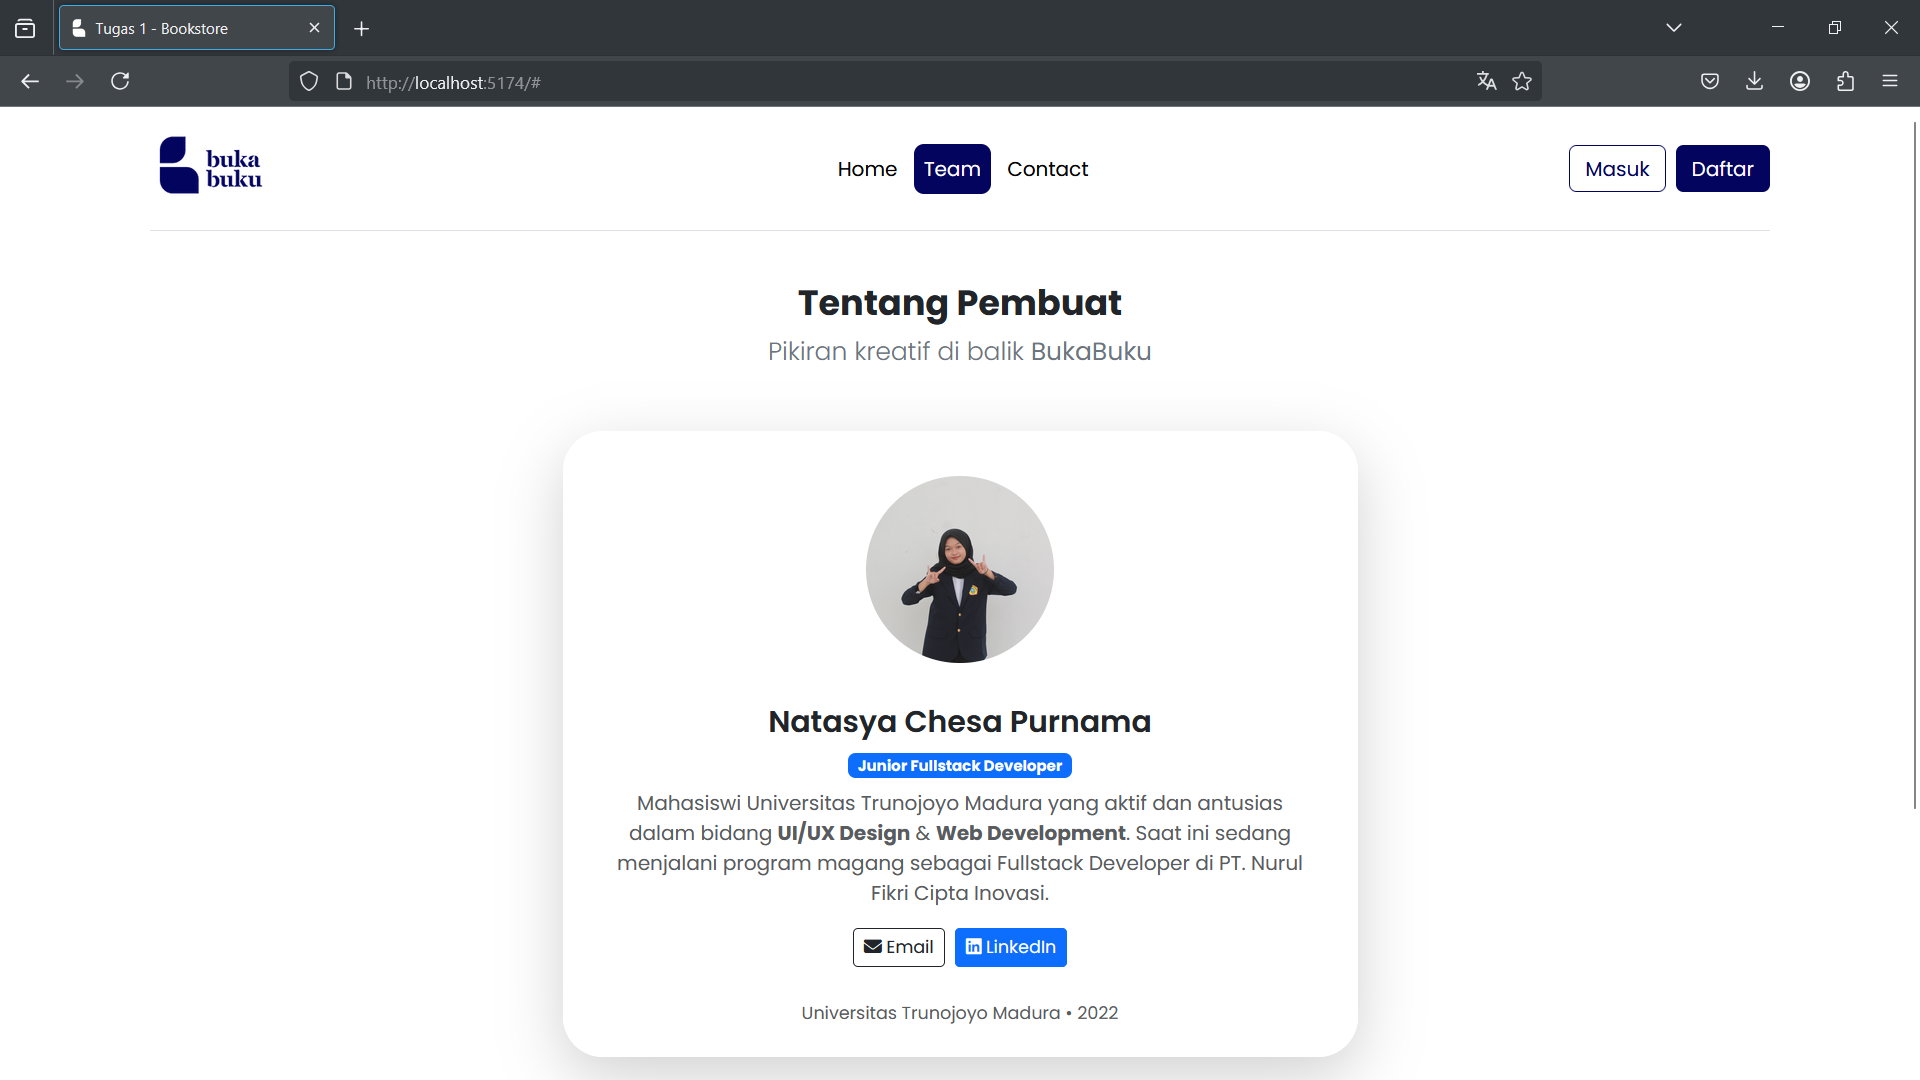 Tugas 1 - Bookstore
http://localhost:5174/#
buka
buku
Home Team Contact
Masuk Daftar
Tentang Pembuat
Pikiran kreatif di balik BukaBuku
Natasya Chesa Purnama
Junior Fullstack Developer
Mahasiswi Universitas Trunojoyo Madura yang aktif dan antusias
dalam bidang UI/UX Design & Web Development. Saat ini sedang
menjalani program magang sebagai Fullstack Developer di PT. Nurul
Fikri Cipta Inovasi.
Email LinkedIn
Universitas Trunojoyo Madura • 2022